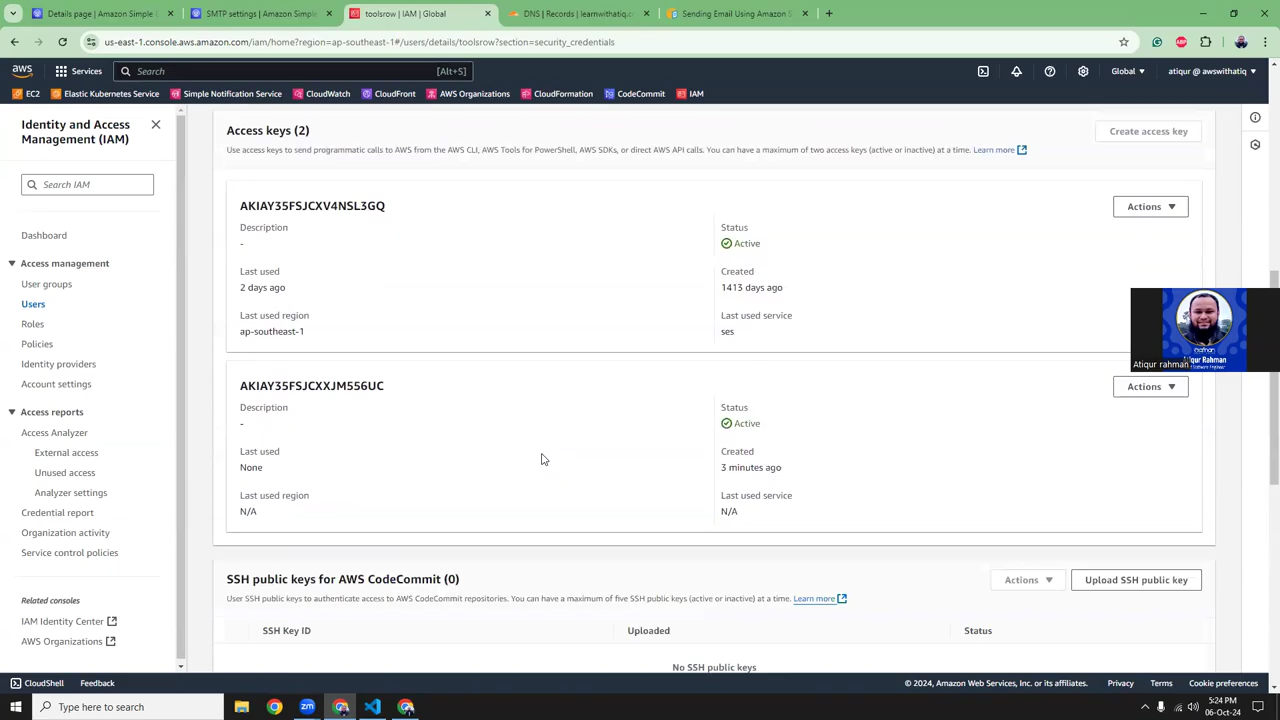 Details page | Amazon Simple E
SMTP settings | Amazon Simple
toolsrow | IAM | Global
DNS | Records | learnwithatiq.c
Sending Email Using Amazon S
us-east-1.console.aws.amazon.com/iam/home?region=ap-southeast-1#/users/details/toolsrow?section=security_credentials
aws
Services
Search
[Alt+S]
Global
atiqur @ awswithatiq
EC2
Elastic Kubernetes Service
Simple Notification Service
CloudWatch
CloudFront
AWS Organizations
CloudFormation
CodeCommit
IAM
Identity and Access
Management (IAM)
Search IAM
Dashboard
Access management
User groups
Users
Roles
Policies
Identity providers
Account settings
Access reports
Access Analyzer
External access
Unused access
Analyzer settings
Credential report
Organization activity
Service control policies
Related consoles
IAM Identity Center
AWS Organizations
Access keys (2)
Create access key
Use access keys to send programmatic calls to AWS from the AWS CLI, AWS Tools for PowerShell, AWS SDKs, or direct AWS API calls. You can have a maximum of two access keys (active or inactive) at a time. Learn more
AKIAY35FSJCXV4NSL3GQ
Actions
Description
-
Status
Active
Last used
2 days ago
Created
1413 days ago
Last used region
ap-southeast-1
Last used service
ses
AKIAY35FSJCXXJM556UC
Actions
Description
-
Status
Active
Last used
None
Created
3 minutes ago
Last used region
N/A
Last used service
N/A
Atiqur Rahman
Atiqur rahman
SSH public keys for AWS CodeCommit (0)
Actions
Upload SSH public key
User SSH public keys to authenticate access to AWS CodeCommit repositories. You can have a maximum of five SSH public keys (active or inactive) at a time. Learn more
SSH Key ID
Uploaded
Status
No SSH public keys
CloudShell
Feedback
© 2024, Amazon Web Services, Inc. or its affiliates.
Privacy
Terms
Cookie preferences
Type here to search
zm
5:24 PM
06-Oct-24